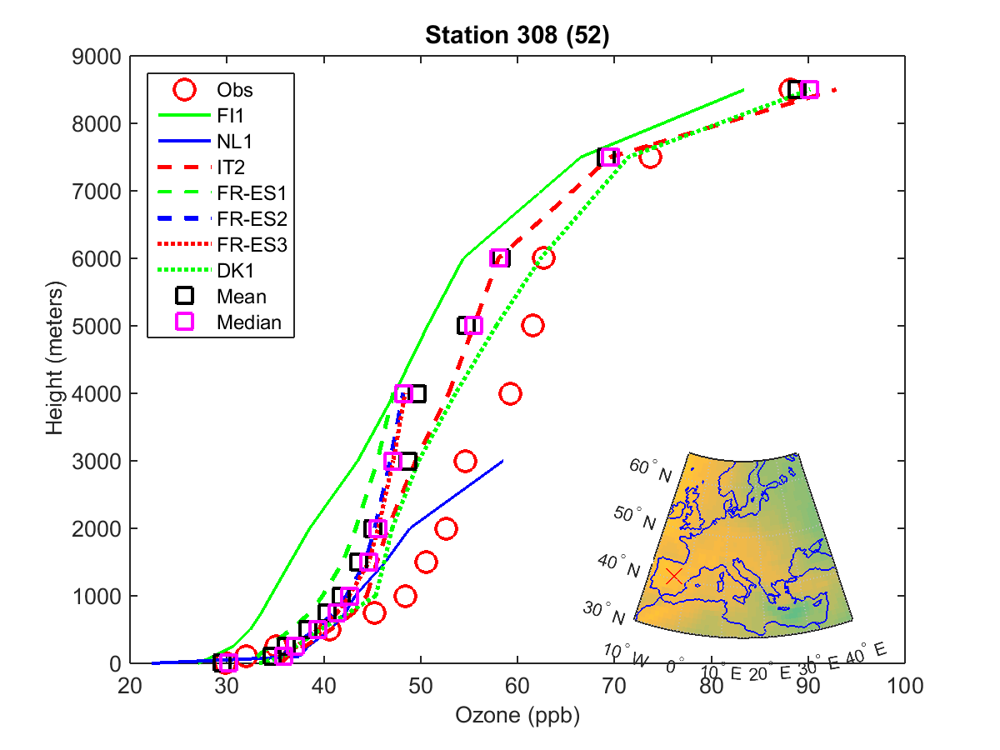 Station 308 (52)
9000
8000
7000
6000
5000
4000
3000
2000
1000
0
Height (meters)
Obs
FI1
NL1
IT2
FR-ES1
FR-ES2
FR-ES3
DK1
Mean
Median
60° N
50° N
40° N
30° N
10° W
0°
10° E
20° E
30° E
40° E
20
30
40
50
60
70
80
90
100
Ozone (ppb)